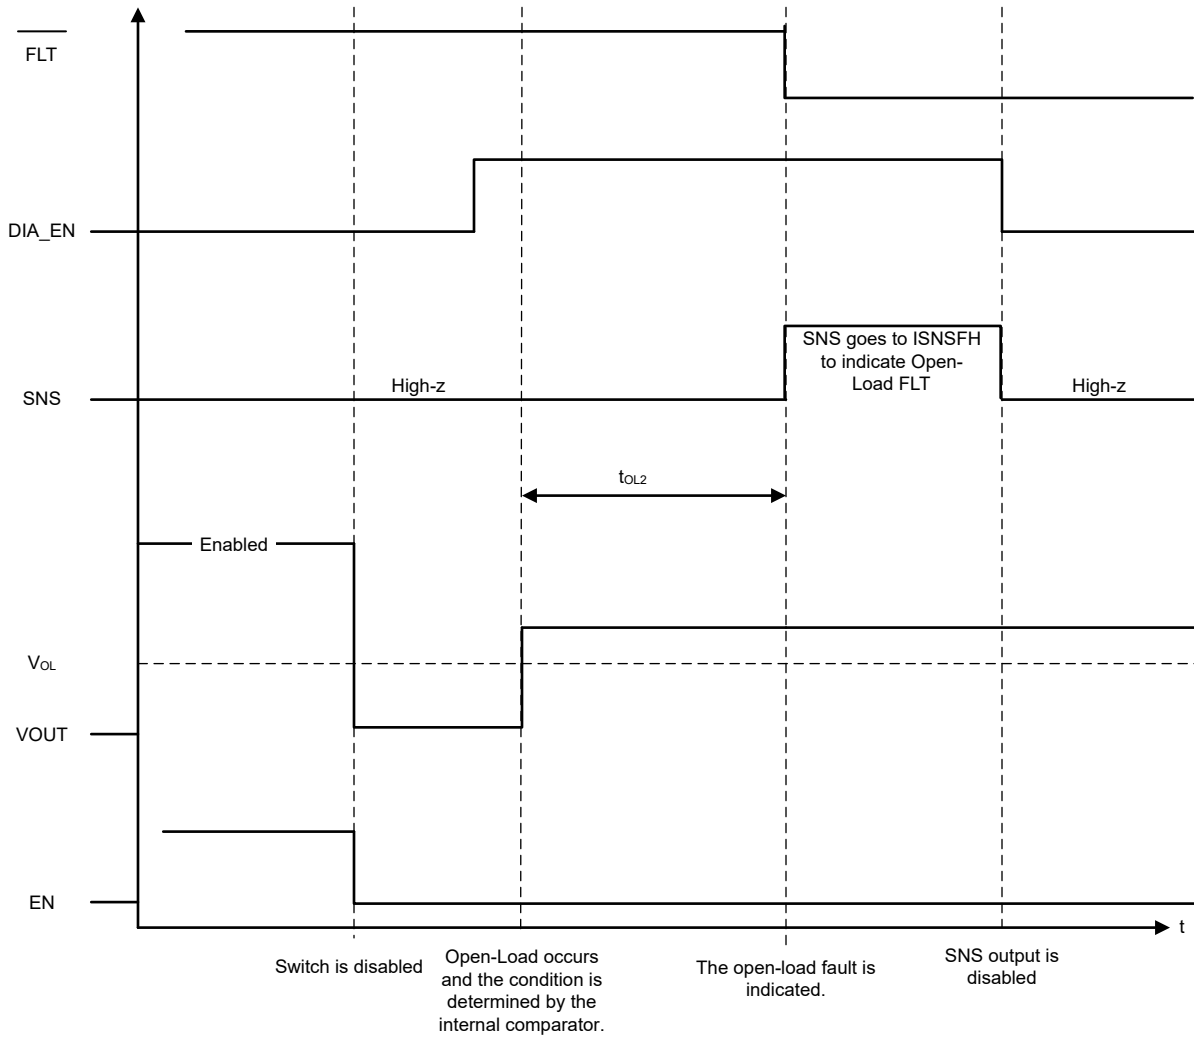 FLT
DIA_EN
SNS goes to ISNSFH
to indicate Open-
Load FLT
High-z
High-z
SNS
tOL2
Enabled
VOL
VOUT
EN
t
Switch is disabled
Open-Load occurs
and the condition is
determined by the
internal comparator.
The open-load fault is
indicated.
SNS output is
disabled